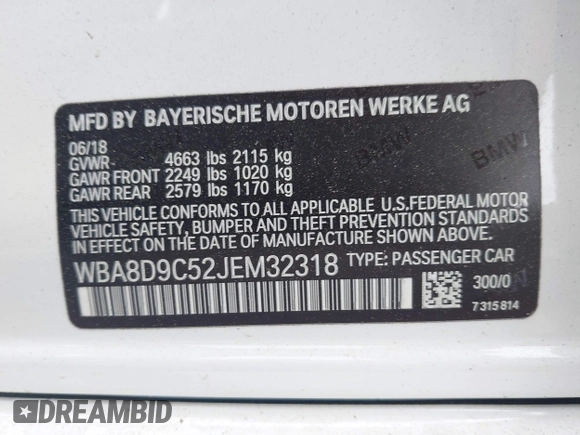 MFD BY BAYERISCHE MOTOREN WERKE AG
06/18
GVWR 4663 lbs 2115 kg
GAWR FRONT 2249 lbs 1020 kg
GAWR REAR 2579 lbs 1170 kg
THIS VEHICLE CONFORMS TO ALL APPLICABLE U.S.FEDERAL MOTOR
VEHICLE SAFETY, BUMPER AND THEFT PREVENTION STANDARDS IN
EFFECT ON THE DATE OF MANUFACTURE SHOWN ABOVE.
WBA8D9C52JEM32318 TYPE: PASSENGER CAR
300/0
7315814
BMW
BMW
DREAMBID